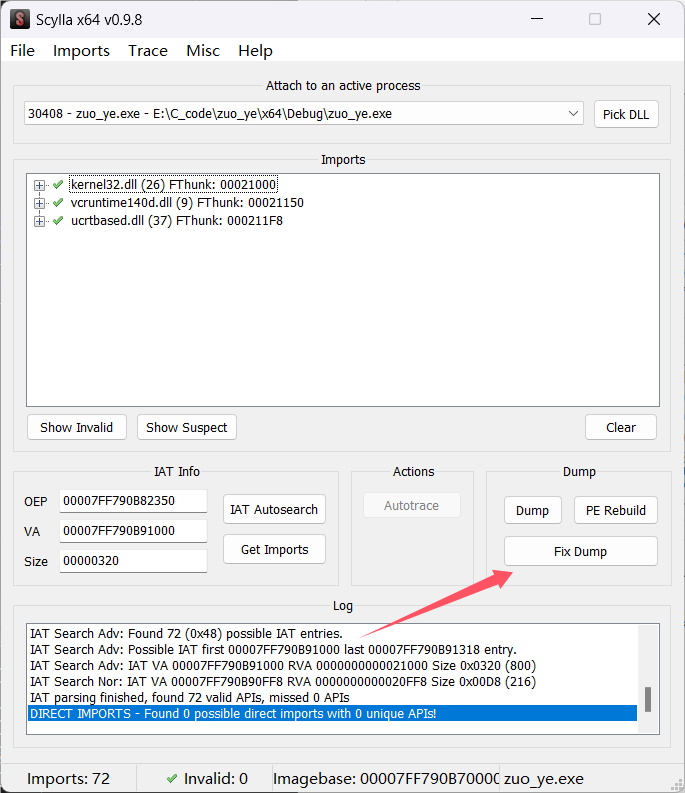 Scylla x64 v0.9.8
File Imports Trace Misc Help
Attach to an active process
30408 - zuo_ye.exe - E:\C_code\zuo_ye\x64\Debug\zuo_ye.exe
Pick DLL
Imports
kernel32.dll (26) FThunk: 00021000
vcruntime140d.dll (9) FThunk: 00021150
ucrtbased.dll (37) FThunk: 000211F8
Show Invalid
Show Suspect
Clear
IAT Info
OEP 00007FF790B82350
VA 00007FF790B91000
Size 00000320
IAT Autosearch
Get Imports
Actions
Autotrace
Dump
Dump
PE Rebuild
Fix Dump
Log
IAT Search Adv: Found 72 (0x48) possible IAT entries.
IAT Search Adv: Possible IAT first 00007FF790B91000 last 00007FF790B91318 entry.
IAT Search Adv: IAT VA 00007FF790B91000 RVA 0000000000021000 Size 0x0320 (800)
IAT Search Nor: IAT VA 00007FF790B90FF8 RVA 0000000000020FF8 Size 0x00D8 (216)
IAT parsing finished, found 72 valid APIs, missed 0 APIs
DIRECT IMPORTS - Found 0 possible direct imports with 0 unique APIs!
Imports: 72
Invalid: 0
Imagebase: 00007FF790B70000
zuo_ye.exe